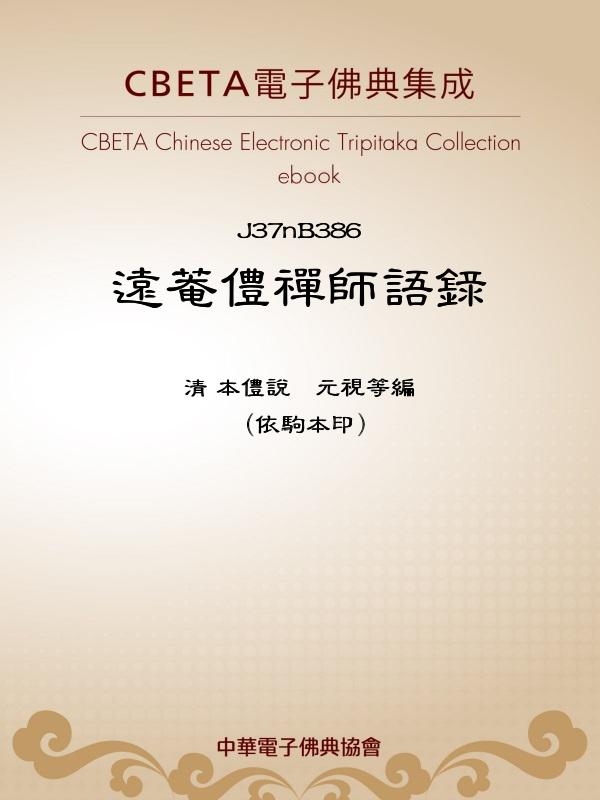 CBETA電子佛典集成
CBETA Chinese Electronic Tripitaka Collection
ebook
J37nB386
遠菴僼禪師語錄
清 本僼說　元視等編
(依駒本印)
中華電子佛典協會